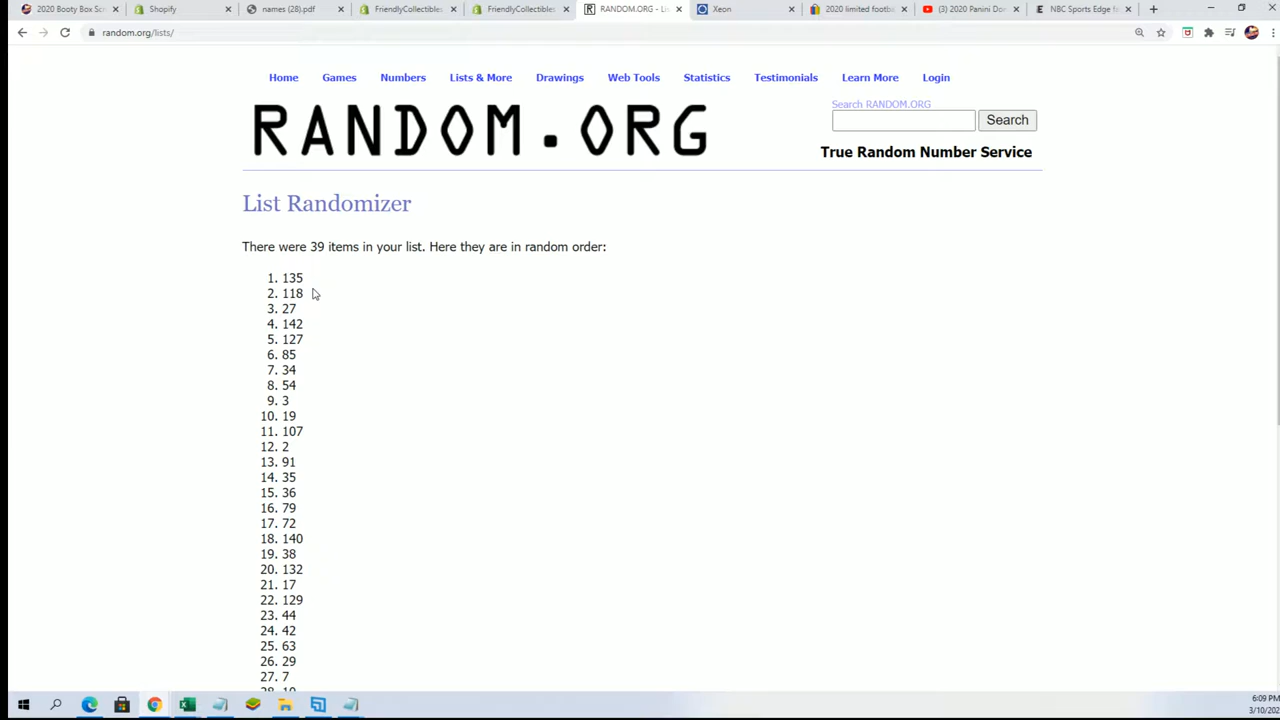 2020 Booty Box Sc
Shopify
names (28).pdf
FriendlyCollectibles
FriendlyCollectibles
RANDOM.ORG - Li
Xeon
2020 limited footba
(3) 2020 Panini Do
NBC Sports Edge fa
random.org/lists/
Home Games Numbers Lists & More Drawings Web Tools Statistics Testimonials Learn More Login
RANDOM.ORG
Search RANDOM.ORG
Search
True Random Number Service
List Randomizer
There were 39 items in your list. Here they are in random order:
1. 135
2. 118
3. 27
4. 142
5. 127
6. 85
7. 34
8. 54
9. 3
10. 19
11. 107
12. 2
13. 91
14. 35
15. 36
16. 79
17. 72
18. 140
19. 38
20. 132
21. 17
22. 129
23. 44
24. 42
25. 63
26. 29
27. 7
6:09 PM
3/10/202